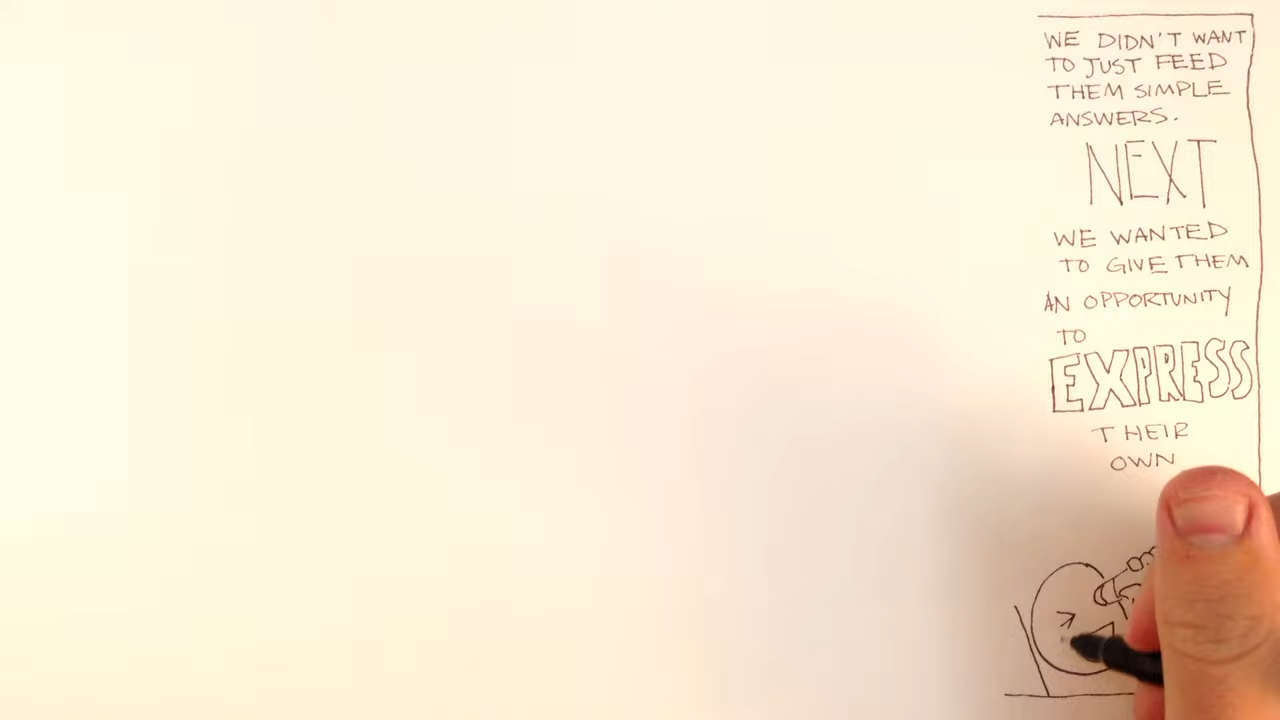 WE DIDN'T WANT
TO JUST FEED
THEM SIMPLE
ANSWERS.
NEXT
WE WANTED
TO GIVE THEM
AN OPPORTUNITY
TO
EXPRESS
THEIR
OWN